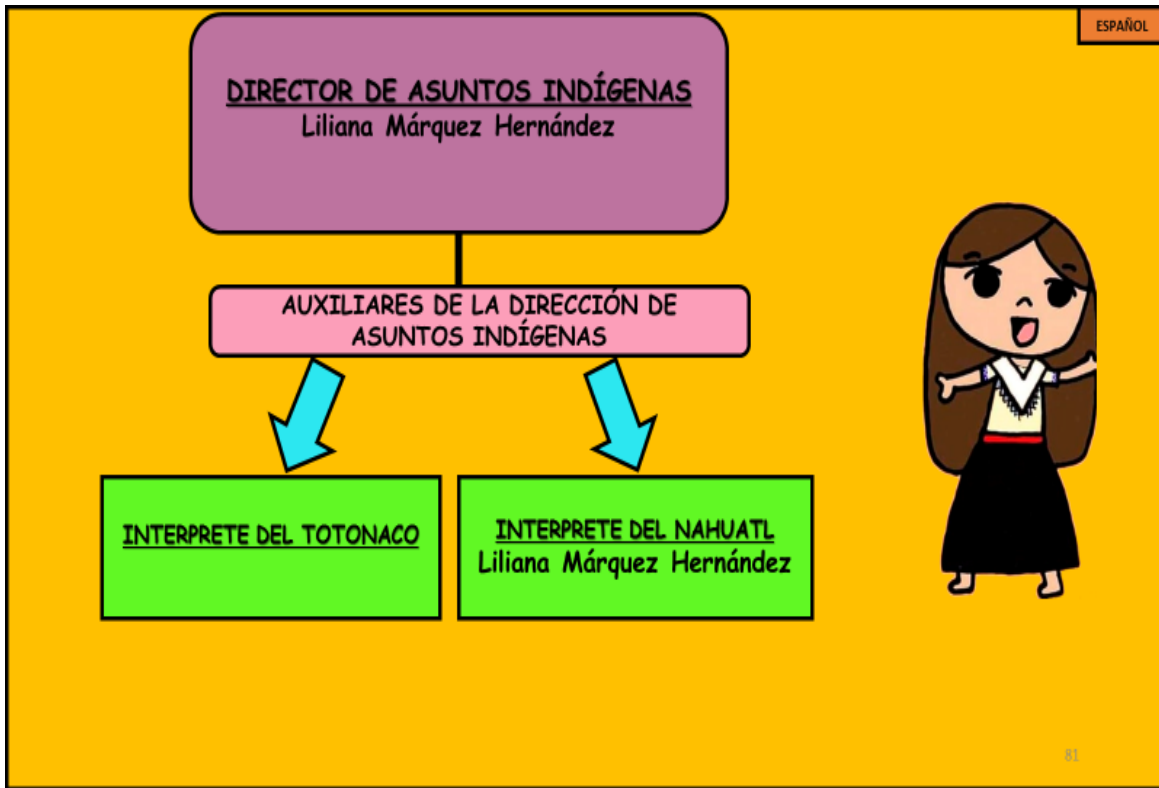 ESPAÑOL
DIRECTOR DE ASUNTOS INDÍGENAS
Liliana Márquez Hernández
AUXILIARES DE LA DIRECCIÓN DE
ASUNTOS INDÍGENAS
INTERPRETE DEL TOTONACO
INTERPRETE DEL NAHUATL
Liliana Márquez Hernández
81